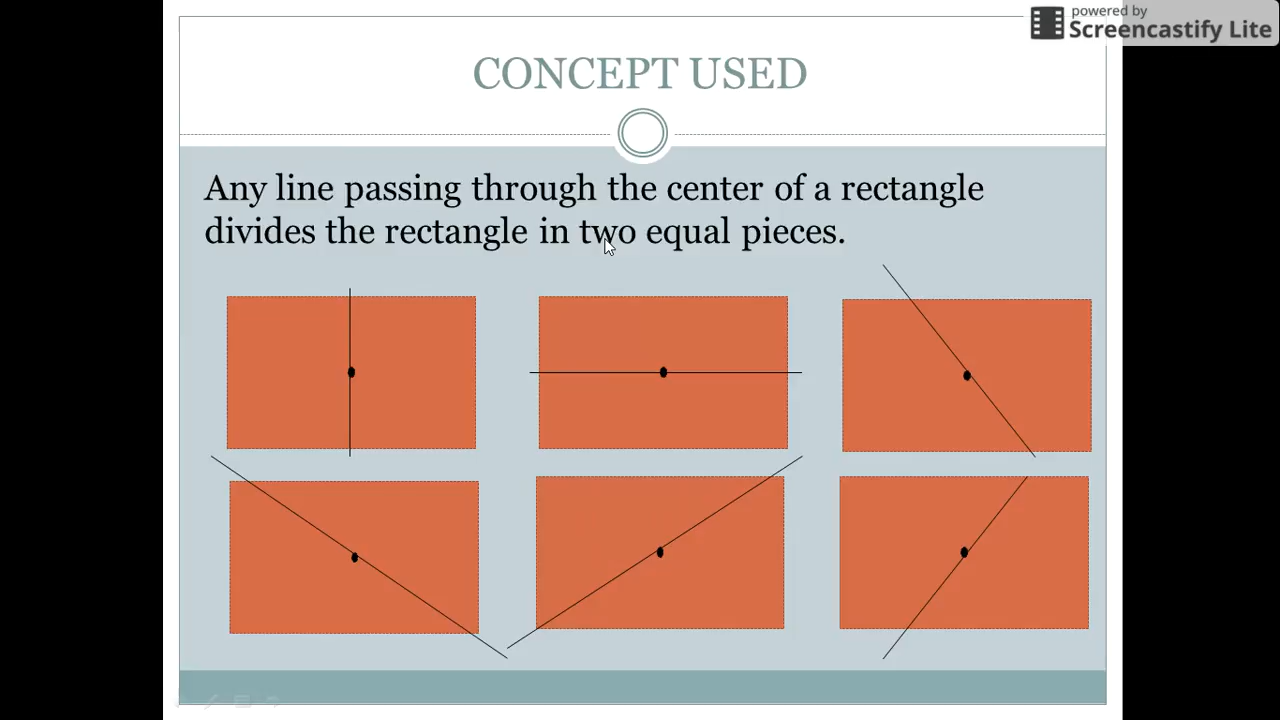 powered by
Screencastify Lite
CONCEPT USED
Any line passing through the center of a rectangle
divides the rectangle in two equal pieces.